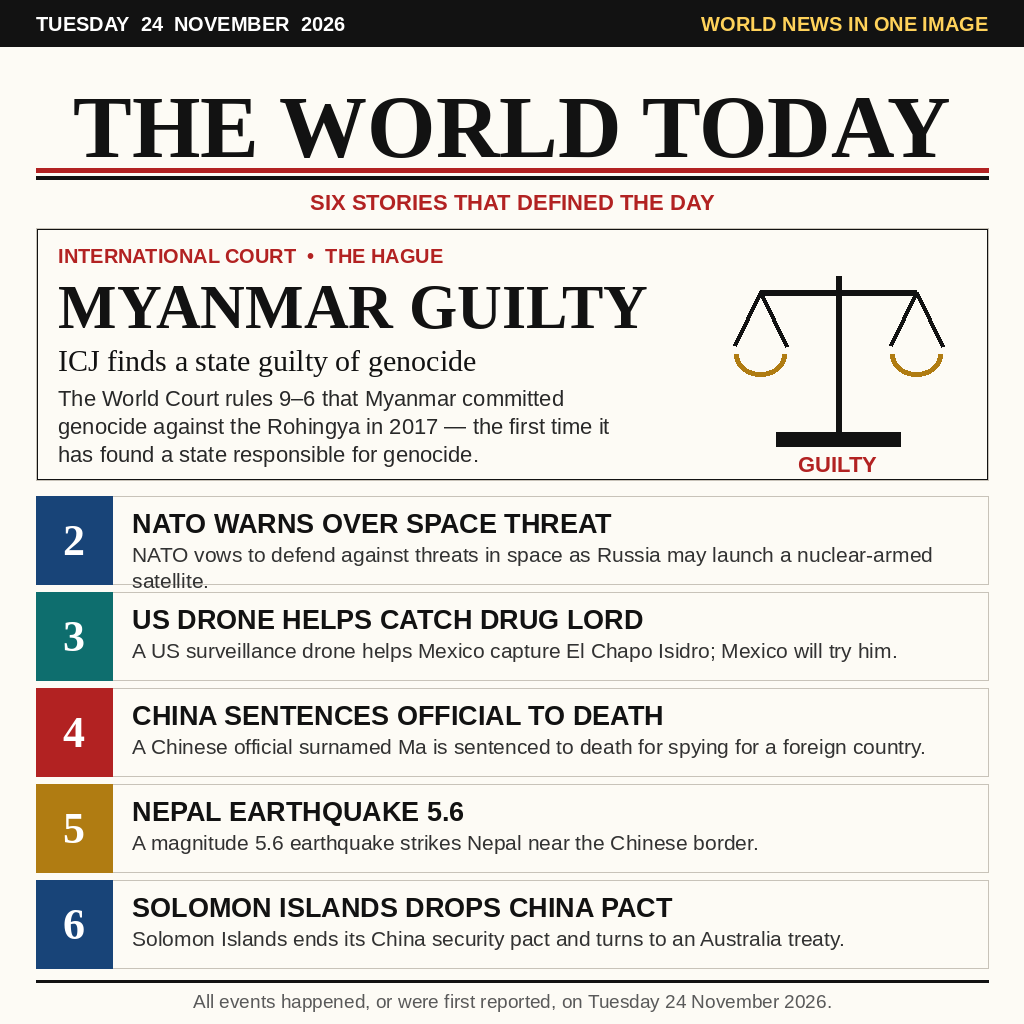 TUESDAY 24 NOVEMBER 2026
WORLD NEWS IN ONE IMAGE
THE WORLD TODAY
SIX STORIES THAT DEFINED THE DAY
INTERNATIONAL COURT • THE HAGUE
MYANMAR GUILTY
ICJ finds a state guilty of genocide
The World Court rules 9–6 that Myanmar committed
genocide against the Rohingya in 2017 — the first time it
has found a state responsible for genocide.
GUILTY
2
NATO WARNS OVER SPACE THREAT
NATO vows to defend against threats in space as Russia may launch a nuclear-armed
satellite.
3
US DRONE HELPS CATCH DRUG LORD
A US surveillance drone helps Mexico capture El Chapo Isidro; Mexico will try him.
4
CHINA SENTENCES OFFICIAL TO DEATH
A Chinese official surnamed Ma is sentenced to death for spying for a foreign country.
5
NEPAL EARTHQUAKE 5.6
A magnitude 5.6 earthquake strikes Nepal near the Chinese border.
6
SOLOMON ISLANDS DROPS CHINA PACT
Solomon Islands ends its China security pact and turns to an Australia treaty.
All events happened, or were first reported, on Tuesday 24 November 2026.